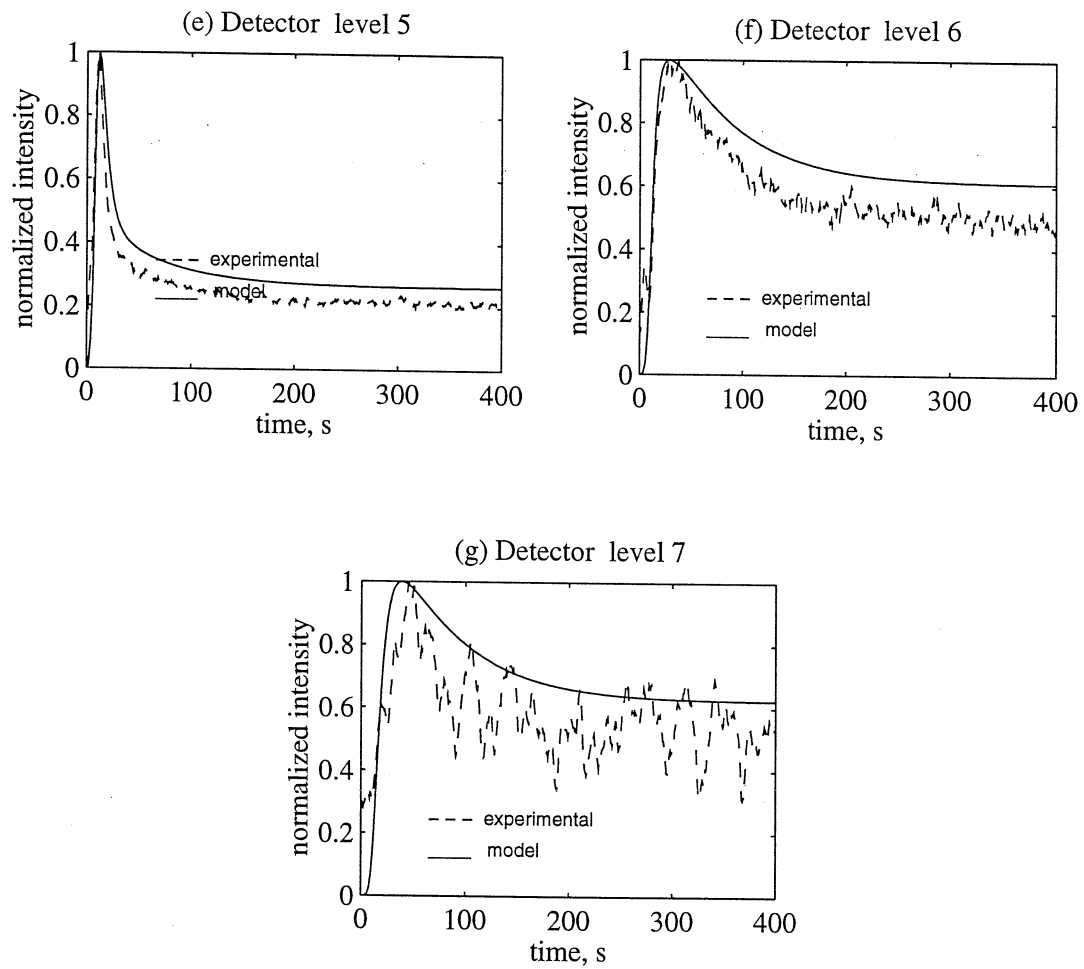 (e) Detector level 5
normalized intensity
1
0.8
0.6
0.4
0.2
0
experimental
model
0 100 200 300 400
time, s
(f) Detector level 6
normalized intensity
1
0.8
0.6
0.4
0.2
0
experimental
model
0 100 200 300 400
time, s
(g) Detector level 7
normalized intensity
1
0.8
0.6
0.4
0.2
0
experimental
model
0 100 200 300 400
time, s